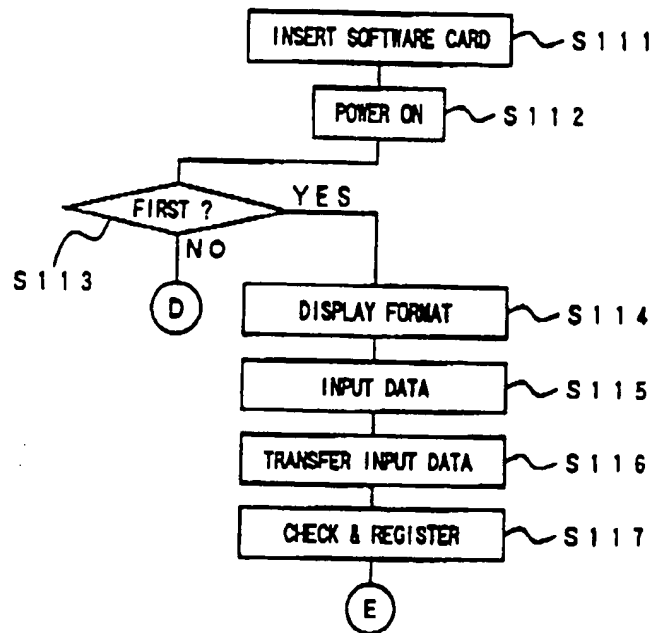 INSERT SOFTWARE CARD S111
POWER ON S112
FIRST ? YES
NO
S113
D
DISPLAY FORMAT S114
INPUT DATA S115
TRANSFER INPUT DATA S116
CHECK & REGISTER S117
E